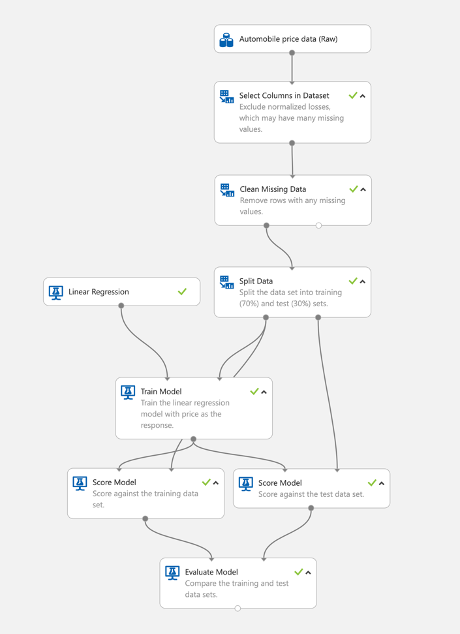 Automobile price data (Raw)
Select Columns in Dataset
Exclude normalized losses,
which may have many missing
values.
Clean Missing Data
Remove rows with any missing
values.
Linear Regression
Split Data
Split the data set into training
(70%) and test (30%) sets.
Train Model
Train the linear regression
model with price as the
response.
Score Model
Score against the training data
set.
Score Model
Score against the test data set.
Evaluate Model
Compare the training and test
data sets.